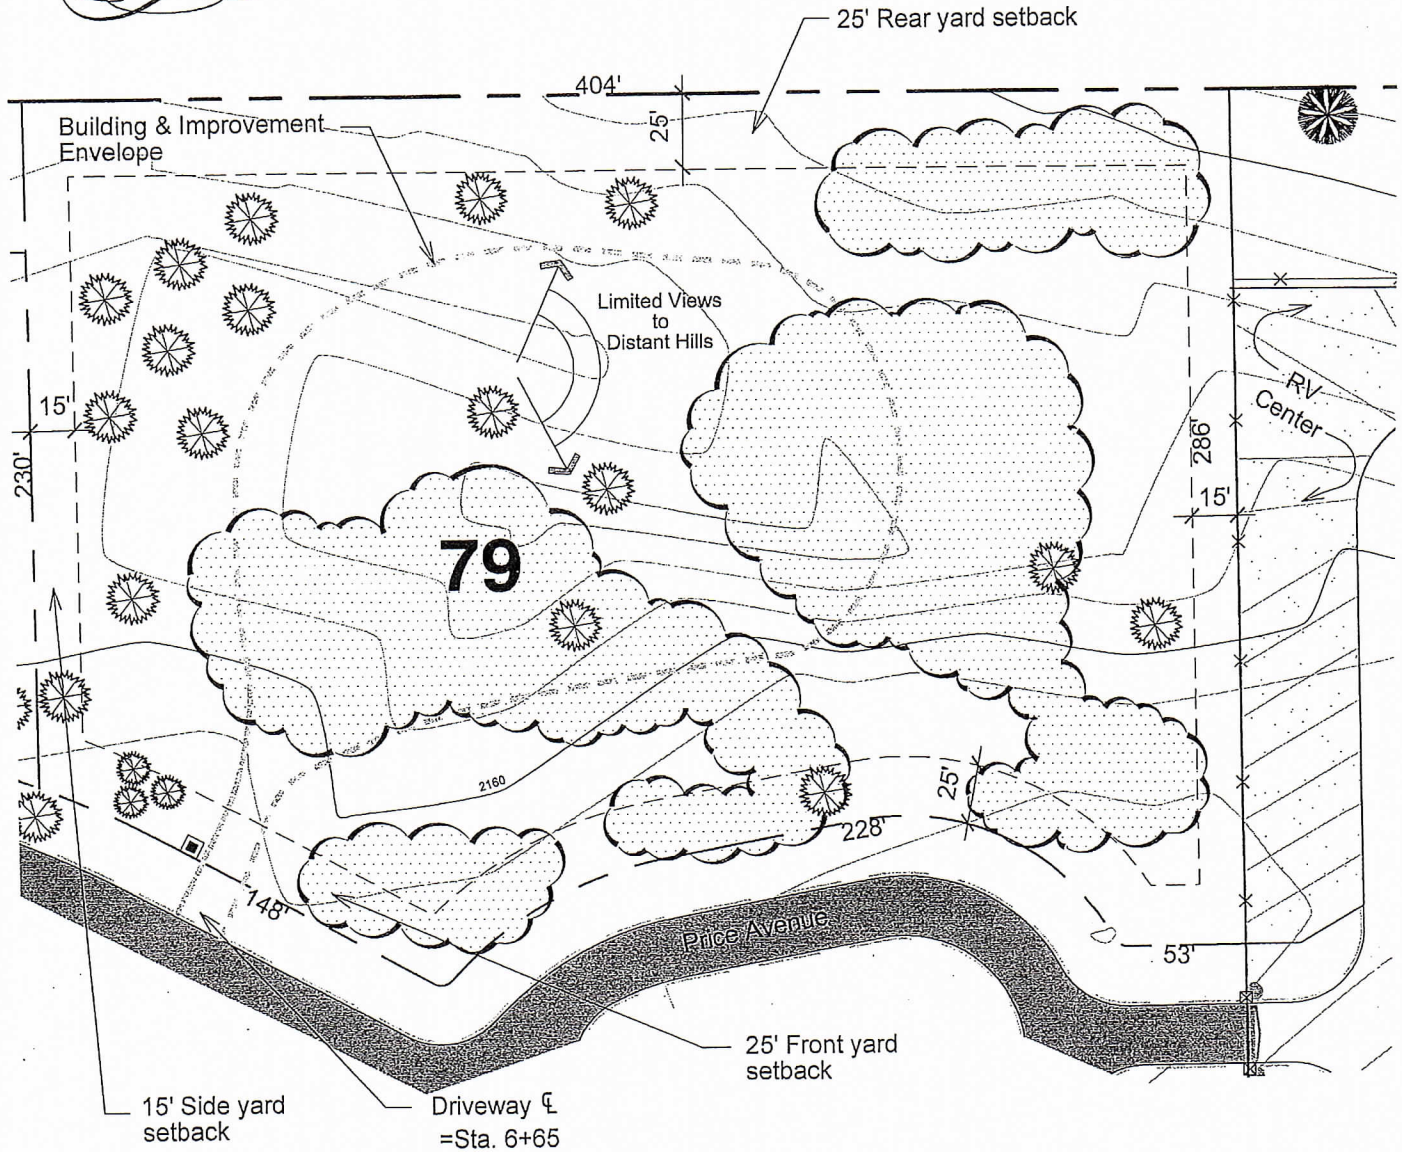 25' Rear yard setback
404'
Building & Improvement
Envelope
25'
Limited Views
to
Distant Hills
RV
Center
15'
230'
286'
15'
79
2160
25'
228'
148'
Price Avenue
53'
25' Front yard
setback
15' Side yard
setback
Driveway ℄
=Sta. 6+65